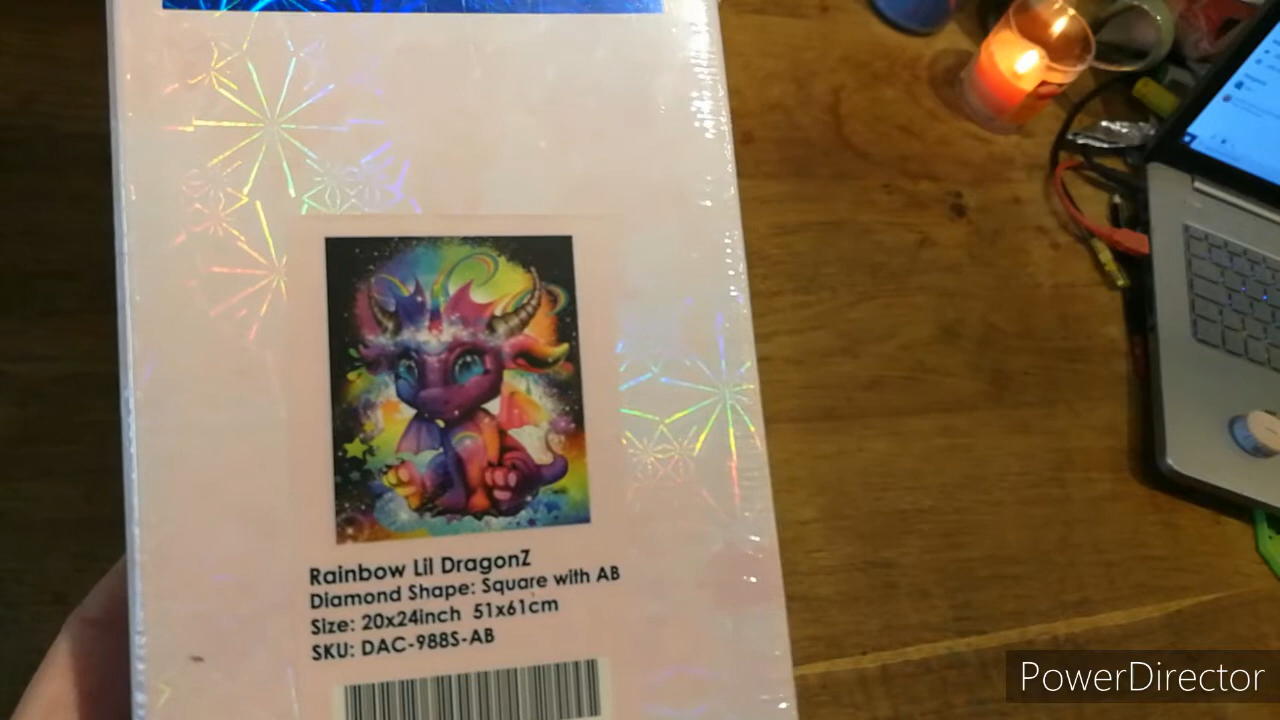 Rainbow Lil DragonZ
Diamond Shape: Square with AB
Size: 20x24inch 51x61cm
SKU: DAC-988S-AB
PowerDirector